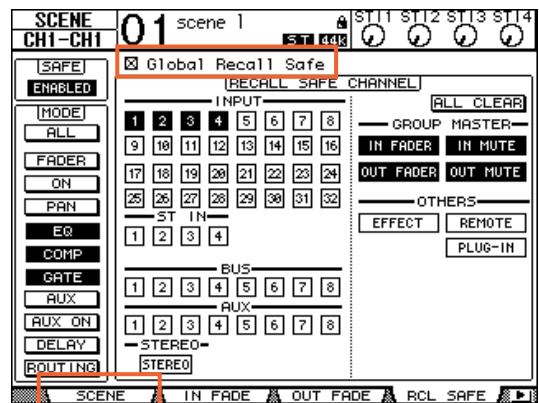 SCENE
CH1-CH1
01 scene 1
ST 44k
STI1 STI2 STI3 STI4
SAFE
ENABLED
MODE
ALL
FADER
ON
PAN
EQ
COMP
GATE
AUX
AUX ON
DELAY
ROUTING
Global Recall Safe
RECALL SAFE CHANNEL
INPUT
1 2 3 4 5 6 7 8
9 10 11 12 13 14 15 16
17 18 19 20 21 22 23 24
25 26 27 28 29 30 31 32
ST IN
1 2 3 4
BUS
1 2 3 4 5 6 7 8
AUX
1 2 3 4 5 6 7 8
STEREO
STEREO
ALL CLEAR
GROUP MASTER
IN FADER IN MUTE
OUT FADER OUT MUTE
OTHERS
EFFECT REMOTE
PLUG-IN
SCENE IN FADE OUT FADE RCL SAFE